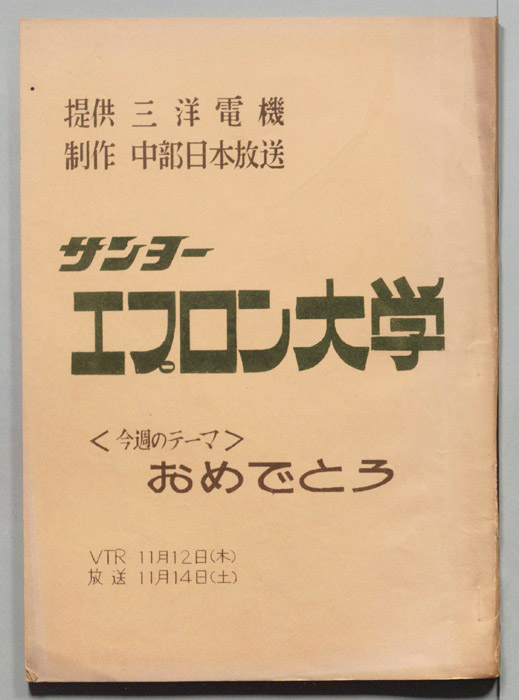 提供 三洋電機
制作 中部日本放送
サンヨー
エプロン大学
<今週のテーマ>
おめでとう
VTR 11月12日(木)
放送 11月14日(土)